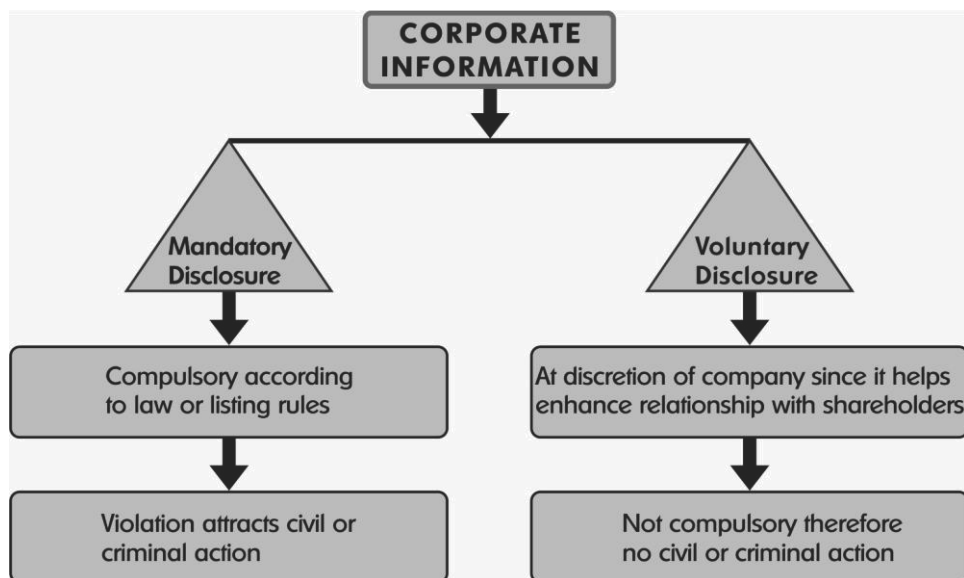 CORPORATE
INFORMATION
Mandatory
Disclosure
Voluntary
Disclosure
Compulsory according
to law or listing rules
At discretion of company since it helps
enhance relationship with shareholders
Violation attracts civil or
criminal action
Not compulsory therefore
no civil or criminal action